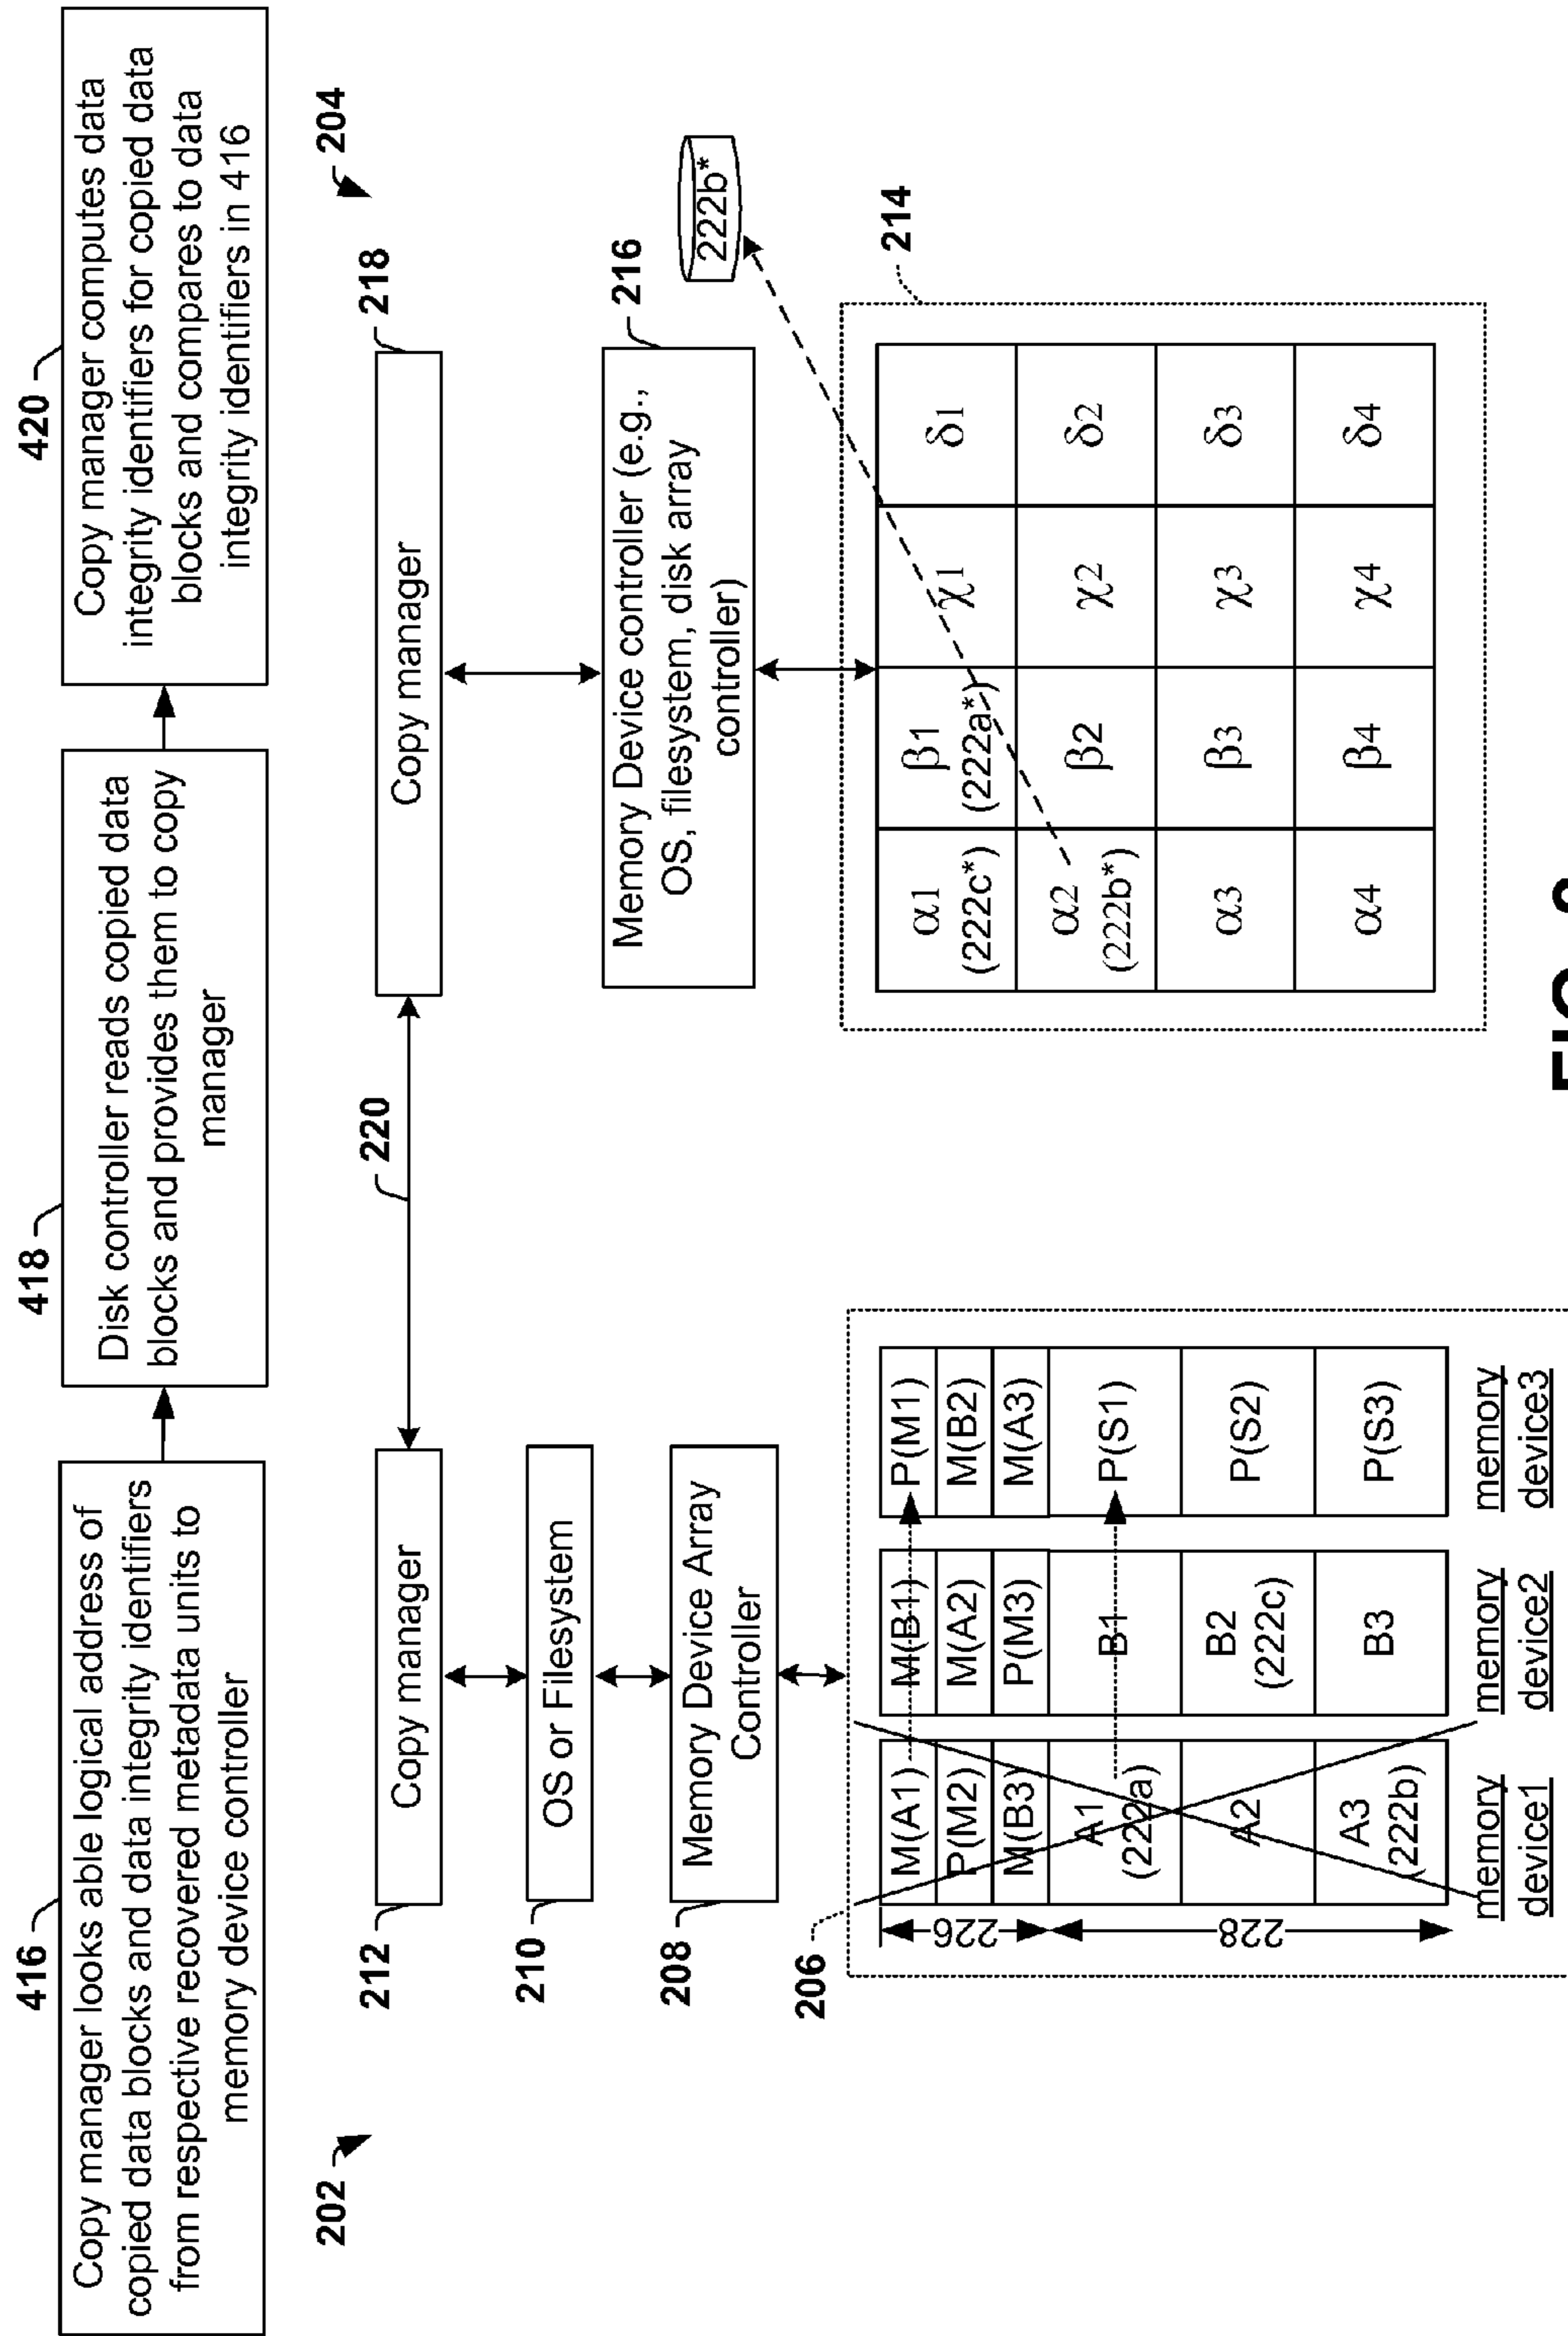 416
Copy manager looks able logical address of
copied data blocks and data integrity identifiers
from respective recovered metadata units to
memory device controller
418
Disk controller reads copied data
blocks and provides them to copy
manager
420
Copy manager computes data
integrity identifiers for copied data
blocks and compares to data
integrity identifiers in 416
202
212
Copy manager
210
OS or Filesystem
208
Memory Device Array
Controller
206
226
228
M(A1)
P(M2)
M(B3)
A1
(222a)
A2
A3
(222b)
memory
device1
M(B1)
M(A2)
P(M3)
B1
B2
(222c)
B3
memory
device2
P(M1)
M(B2)
M(A3)
P(S1)
P(S2)
P(S3)
memory
device3
220
204
218
Copy manager
216
Memory Device controller (e.g.,
OS, filesystem, disk array
controller)
222b*
214
α1
(222c*)
β1
(222a*)
χ1
δ1
α2
(222b*)
β2
χ2
δ2
α3
β3
χ3
δ3
α4
β4
χ4
δ4
FIG.